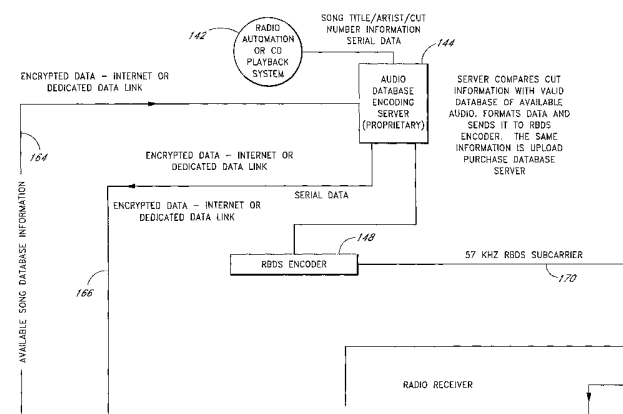 142
RADIO
AUTOMATION
OR CD
PLAYBACK
SYSTEM
SONG TITLE/ARTIST/CUT
NUMBER INFORMATION
SERIAL DATA
144
AUDIO
DATABASE
ENCODING
SERVER
(PROPRIETARY)
SERVER COMPARES CUT
INFORMATION WITH VALID
DATABASE OF AVAILABLE
AUDIO, FORMATS DATA AND
SENDS IT TO RBDS
ENCODER. THE SAME
INFORMATION IS UPLOAD
PURCHASE DATABASE
SERVER
ENCRYPTED DATA – INTERNET OR
DEDICATED DATA LINK
164
ENCRYPTED DATA – INTERNET OR
DEDICATED DATA LINK
SERIAL DATA
ENCRYPTED DATA – INTERNET OR
DEDICATED DATA LINK
148
RBDS ENCODER
57 KHZ RBDS SUBCARRIER
170
166
AVAILABLE SONG DATABASE INFORMATION
RADIO RECEIVER